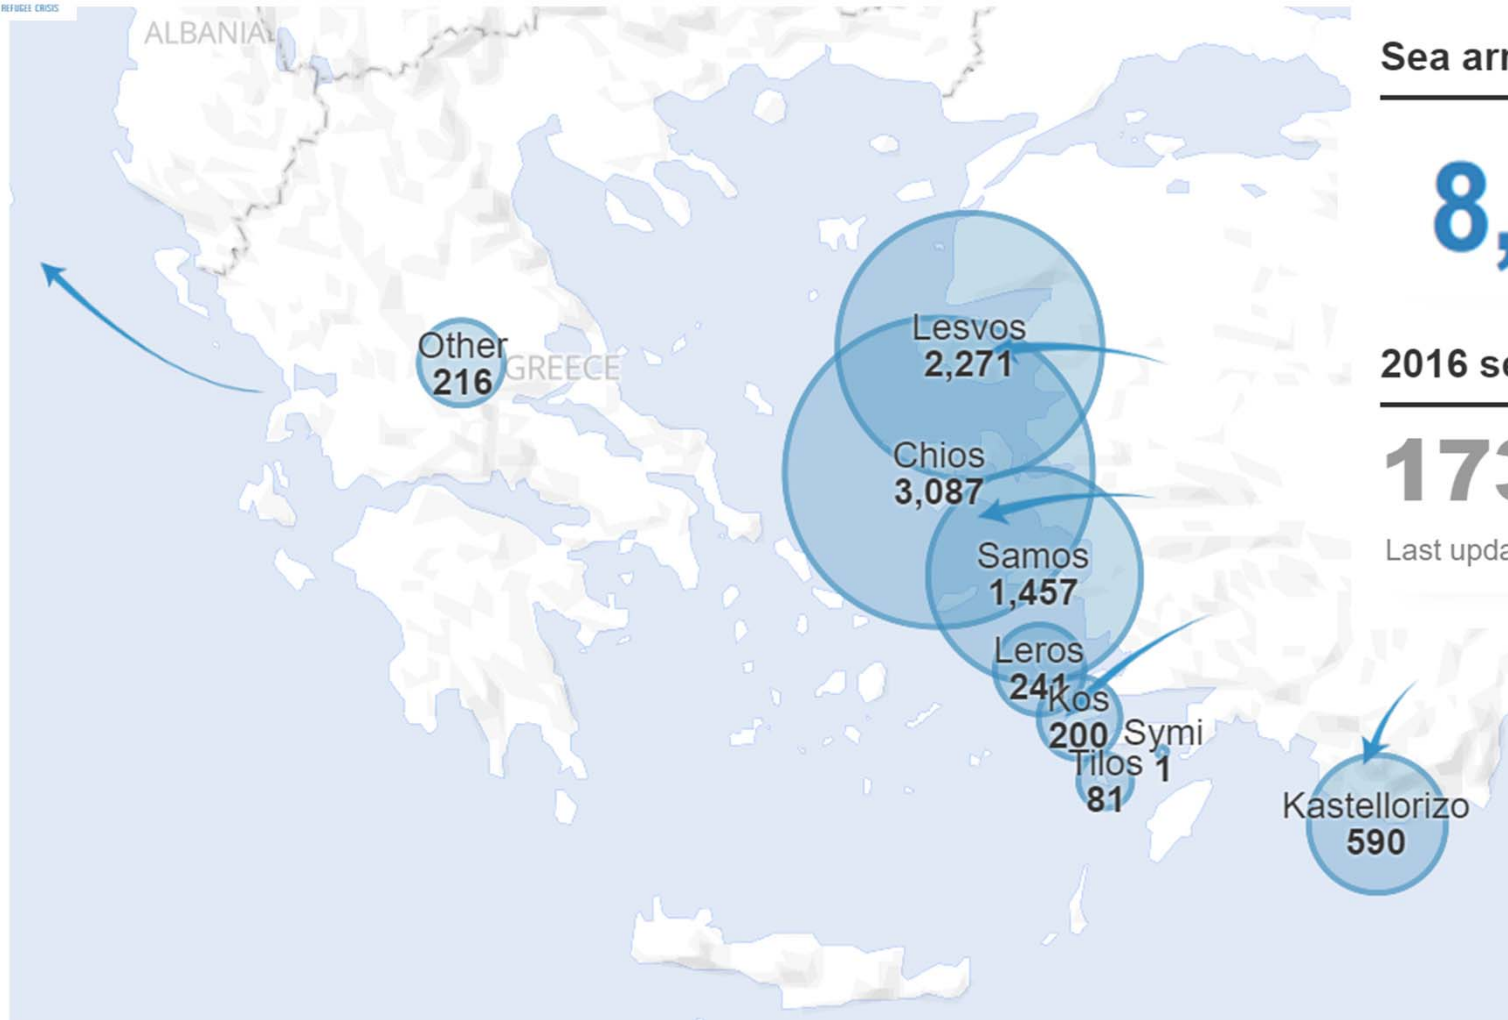 REFUGEE CRISIS
ALBANIA
Sea arr
8,
Other
216
GREECE
Lesvos
2,271
2016 se
173
Chios
3,087
Last upda
Samos
1,457
Leros
241
Kos
200
Symi
1
Tilos
81
Kastellorizo
590